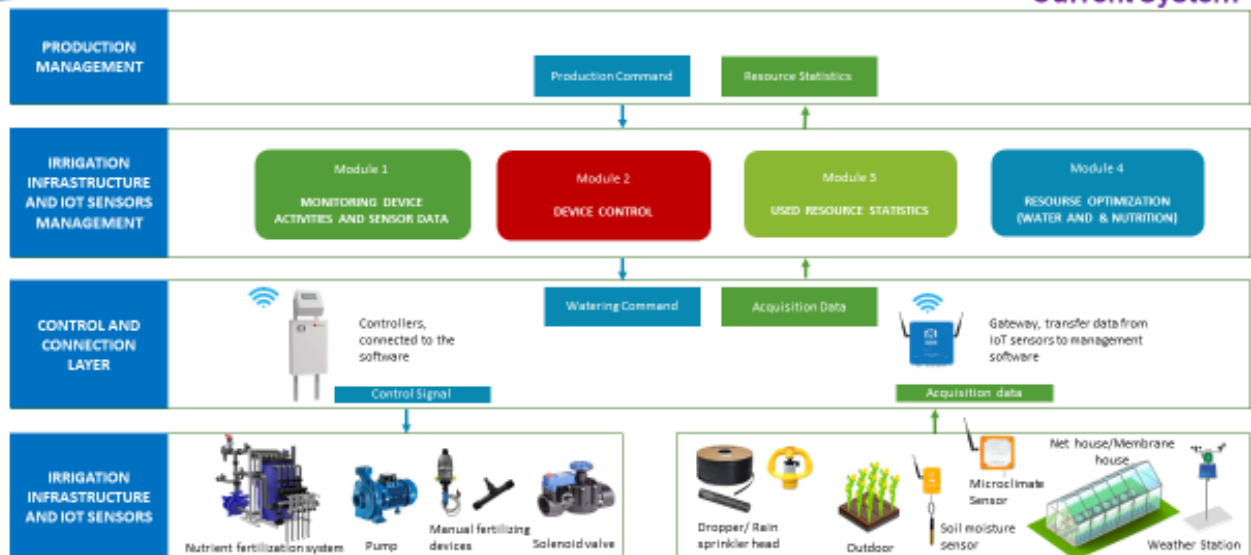 Current System
PRODUCTION
MANAGEMENT
Production Command
Resource Statistics
IRRIGATION
INFRASTRUCTURE
AND IOT SENSORS
MANAGEMENT
Module 1
MONITORING DEVICE
ACTIVITIES AND SENSOR DATA
Module 2
DEVICE CONTROL
Module 3
USED RESOURCE STATISTICS
Module 4
RESOURSE OPTIMIZATION
(WATER AND & NUTRITION)
CONTROL AND
CONNECTION
LAYER
Controllers,
connected to the
software
Control Signal
Watering Command
Acquisition Data
Gateway, transfer data from
IoT sensors to management
software
Acquisition data
IRRIGATION
INFRASTRUCTURE
AND IOT SENSORS
Nutrient fertilization system
Pump
Manual fertilizing
devices
Solenoid valve
Dropper/ Rain
sprinkler head
Outdoor
Soil moisture
sensor
Microclimate
Sensor
Net house/Membrane
house
Weather Station